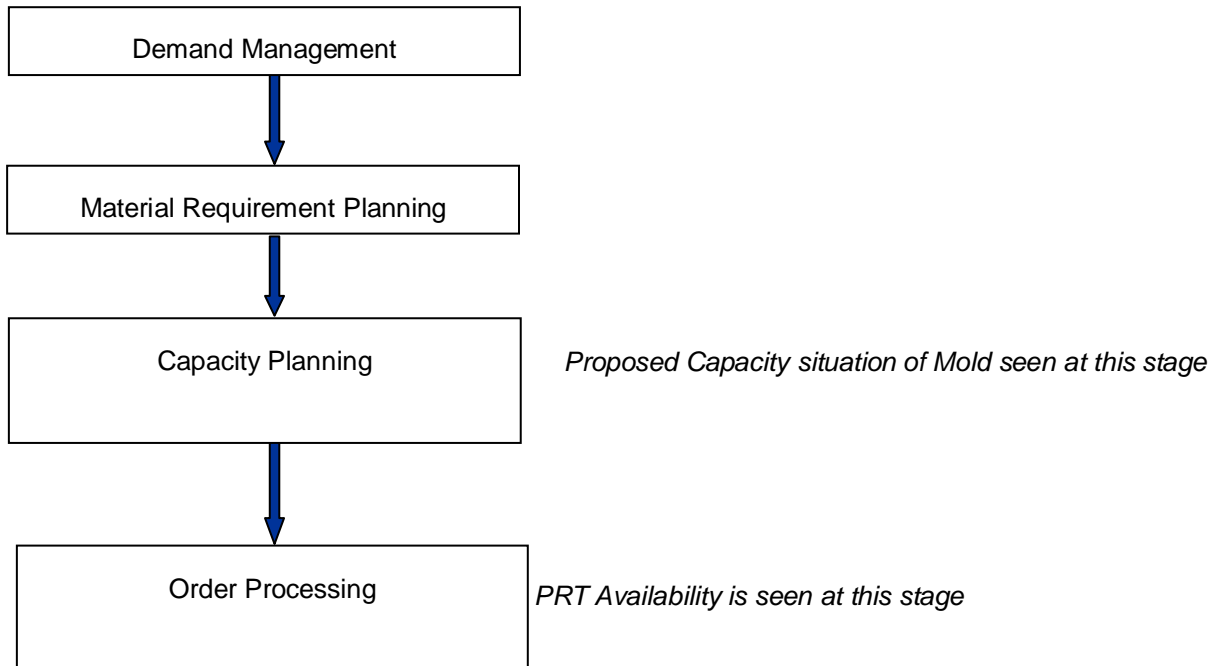 Demand Management
Material Requirement Planning
Capacity Planning
Proposed Capacity situation of Mold seen at this stage
Order Processing
PRT Availability is seen at this stage